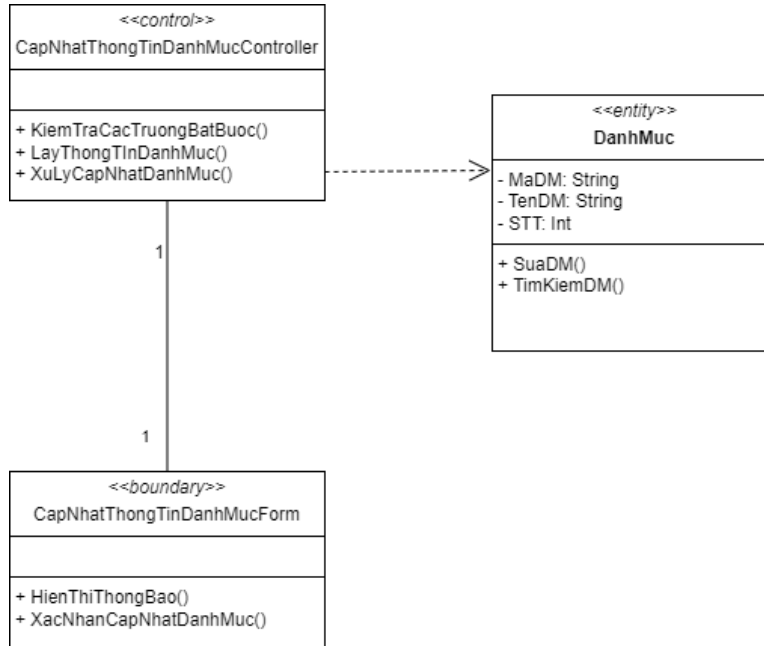 <<control>>
CapNhatThongTinDanhMucController
+ KiemTraCacTruongBatBuoc()
+ LayThongTInDanhMuc()
+ XuLyCapNhatDanhMuc()
<<entity>>
DanhMuc
- MaDM: String
- TenDM: String
- STT: Int
+ SuaDM()
+ TimKiemDM()
1
1
<<boundary>>
CapNhatThongTinDanhMucForm
+ HienThiThongBao()
+ XacNhanCapNhatDanhMuc()